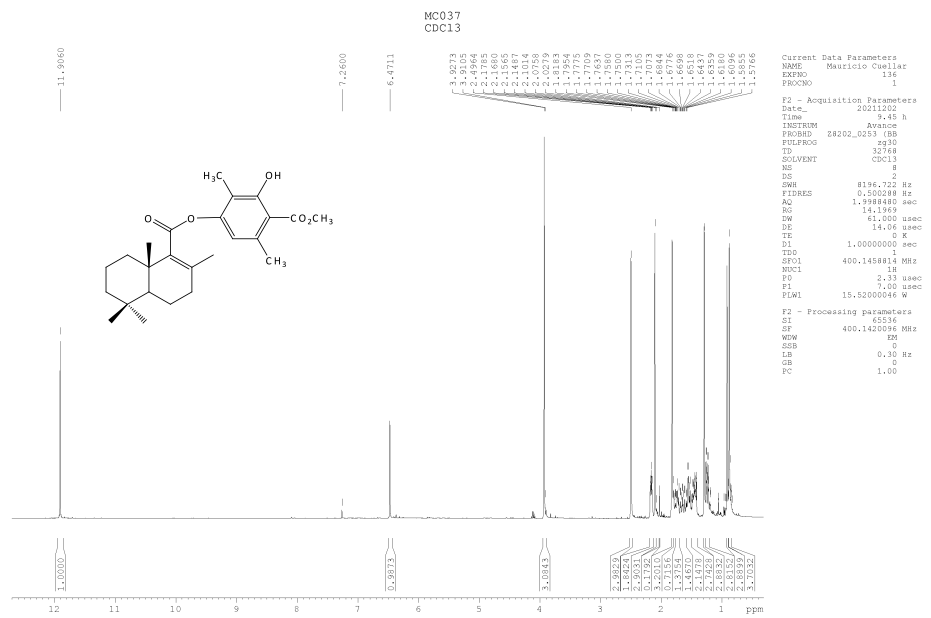 MC037
CDCl3
11.9060
7.2600
6.4711
3.9273
3.9105
2.4964
2.1785
2.1680
2.1565
2.1487
2.1014
2.0758
2.0279
1.8183
1.7954
1.7775
1.7709
1.7637
1.7580
1.7500
1.7313
1.7105
1.7073
1.6844
1.6776
1.6698
1.6518
1.6437
1.6359
1.6180
1.6096
1.5855
1.5766
Current Data Parameters
NAME Mauricio Cuellar
EXPNO 136
PROCNO 1
F2 - Acquisition Parameters
Date_ 20211202
Time 9.45 h
INSTRUM Avance
PROBHD Z8202_0253 (BB
PULPROG zg30
TD 32768
SOLVENT CDCl3
NS 8
DS 2
SWH 8196.722 Hz
FIDRES 0.500288 Hz
AQ 1.9988480 sec
RG 14.1969
DW 61.000 usec
DE 14.06 usec
TE 0 K
D1 1.00000000 sec
TD0 1
SFO1 400.1458814 MHz
NUC1 1H
P0 2.33 usec
P1 7.00 usec
PLW1 15.52000046 W
F2 - Processing parameters
SI 65536
SF 400.1420096 MHz
WDW EM
SSB 0
LB 0.30 Hz
GB 0
PC 1.00
H3C
OH
O
O
CO2CH3
CH3
1.0000
0.9873
3.0843
2.9829
1.8424
2.9031
0.1792
3.2010
0.7156
1.3754
1.4670
2.1478
2.7428
2.8832
2.8152
2.8899
3.7032
12 11 10 9 8 7 6 5 4 3 2 1 ppm